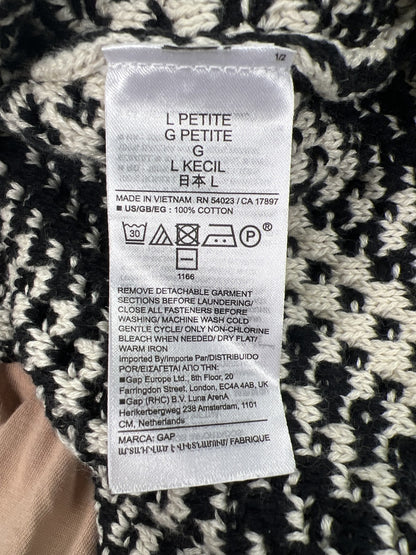 1/2
L PETITE
G PETITE
G
L KECIL
日本 L
MADE IN VIETNAM RN 54023 / CA 17897
■ US/GB/EG : 100% COTTON
30
P
1166
REMOVE DETACHABLE GARMENT
SECTIONS BEFORE LAUNDERING/
CLOSE ALL FASTENERS BEFORE
WASHING/ MACHINE WASH COLD
GENTLE CYCLE/ ONLY NON-CHLORINE
BLEACH WHEN NEEDED/ DRY FLAT/
WARM IRON
Imported By/Importe Par/DISTRIBUIDO
POR/ΕΙΣΑΓΕΤΑΙ ΑΠΟ ΤΗΝ:
■Gap Europe Ltd., 8th Floor, 20
Farringdon Street. London, EC4A 4AB, UK
■Gap (RHC) B.V. Luna ArenA
Herikerbergweg 238 Amsterdam, 1101
CM, Netherlands
MARCA: GAP
/ FABRIQUE